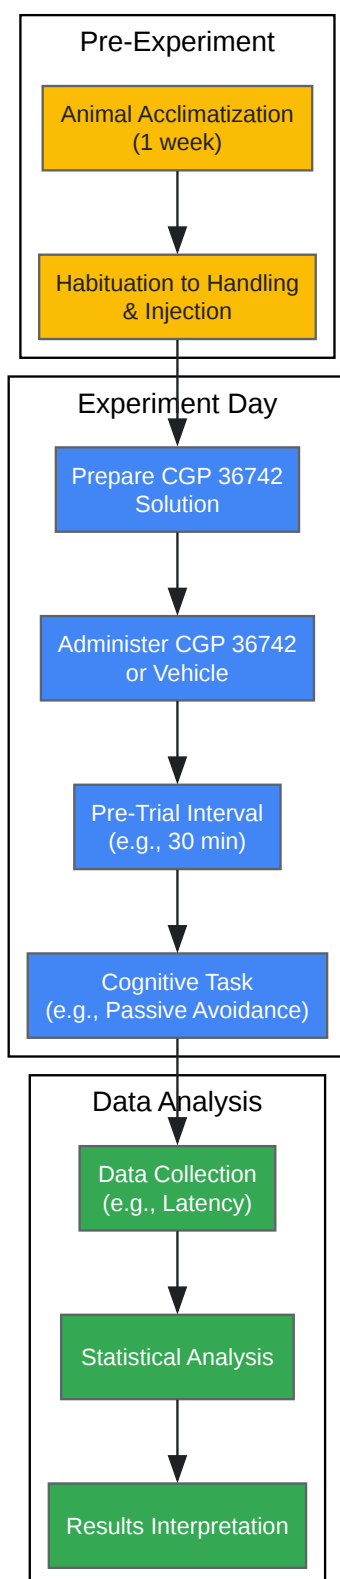 Pre-Experiment
Animal Acclimatization
(1 week)
Habituation to Handling
& Injection
Experiment Day
Prepare CGP 36742
Solution
Administer CGP 36742
or Vehicle
Pre-Trial Interval
(e.g., 30 min)
Cognitive Task
(e.g., Passive Avoidance)
Data Analysis
Data Collection
(e.g., Latency)
Statistical Analysis
Results Interpretation